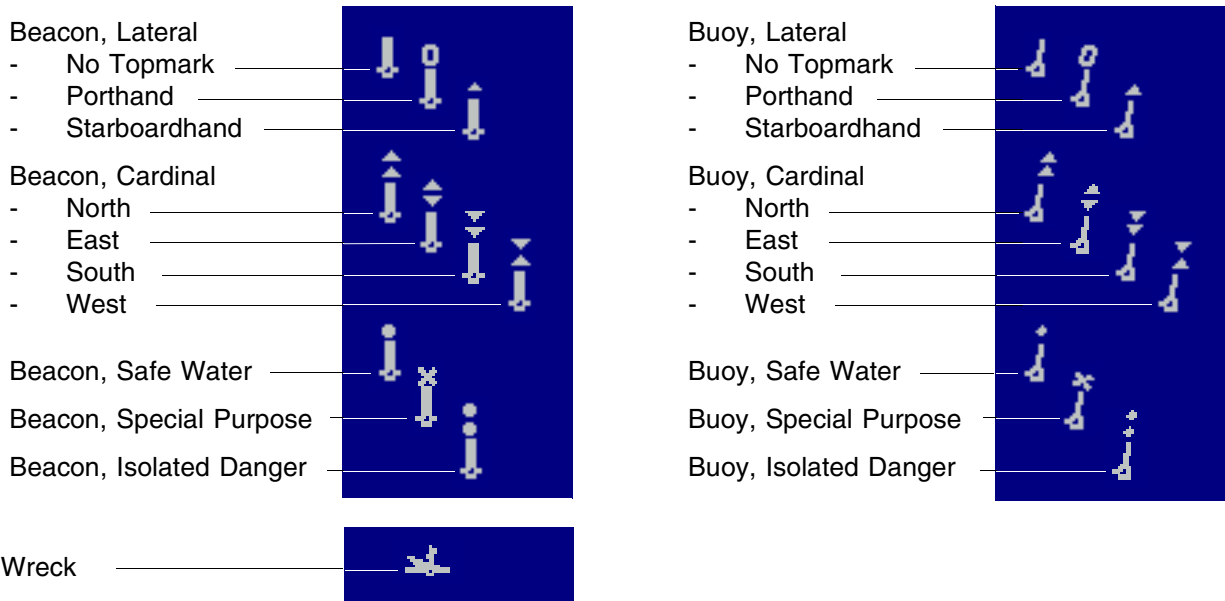 Beacon, Lateral
- No Topmark
- Porthand
- Starboardhand
Beacon, Cardinal
- North
- East
- South
- West
Beacon, Safe Water
Beacon, Special Purpose
Beacon, Isolated Danger
Wreck
Buoy, Lateral
- No Topmark
- Porthand
- Starboardhand
Buoy, Cardinal
- North
- East
- South
- West
Buoy, Safe Water
Buoy, Special Purpose
Buoy, Isolated Danger